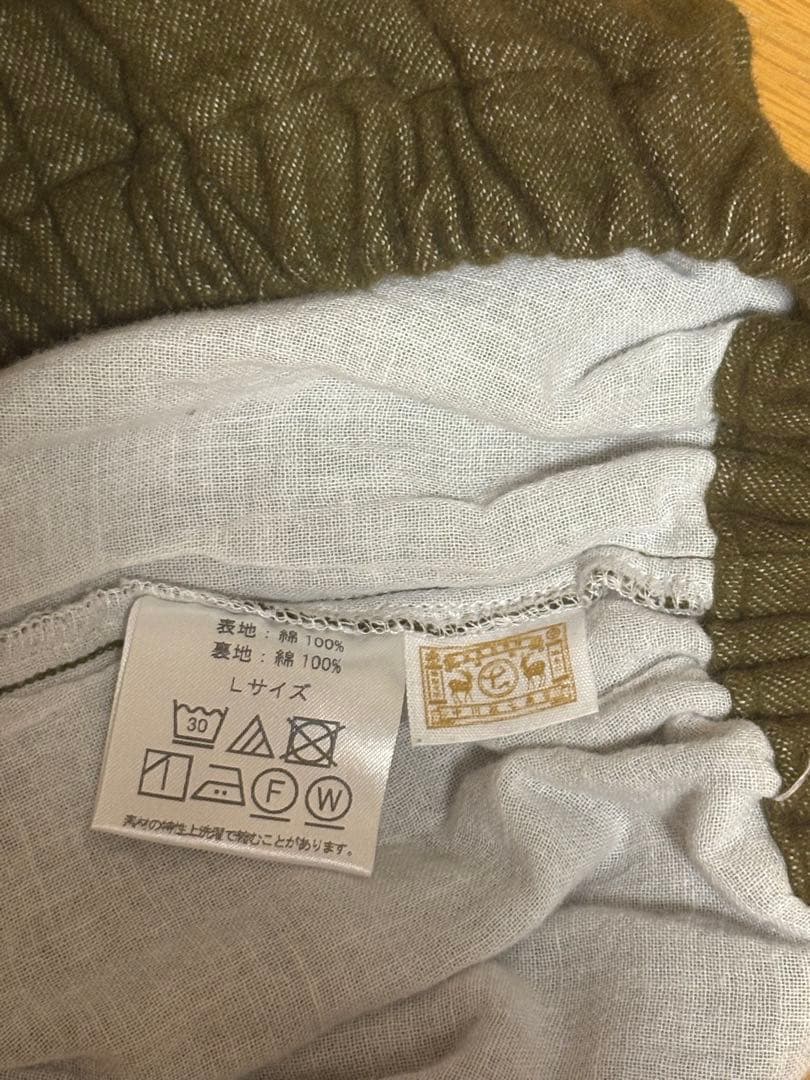 表地：綿 100%
裏地：綿 100%
Lサイズ
30
F
W
素材の特性上洗濯で縮むことがあります。